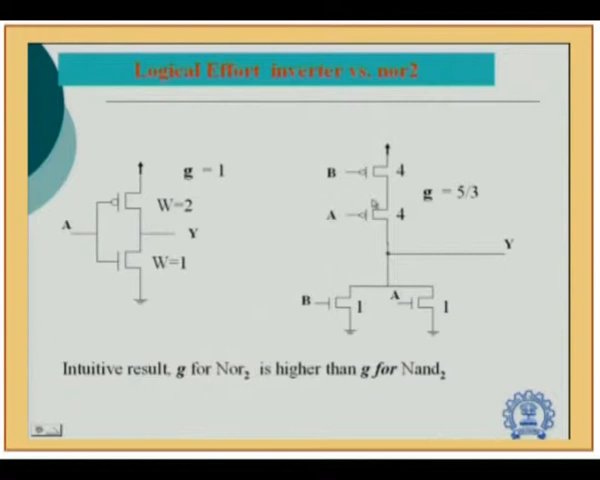 Logical Effort inverter vs. nor2
g = 1
W=2
A
Y
W=1
B
4
g = 5/3
A
4
Y
B
1
A
1
Intuitive result, g for Nor2 is higher than g for Nand2